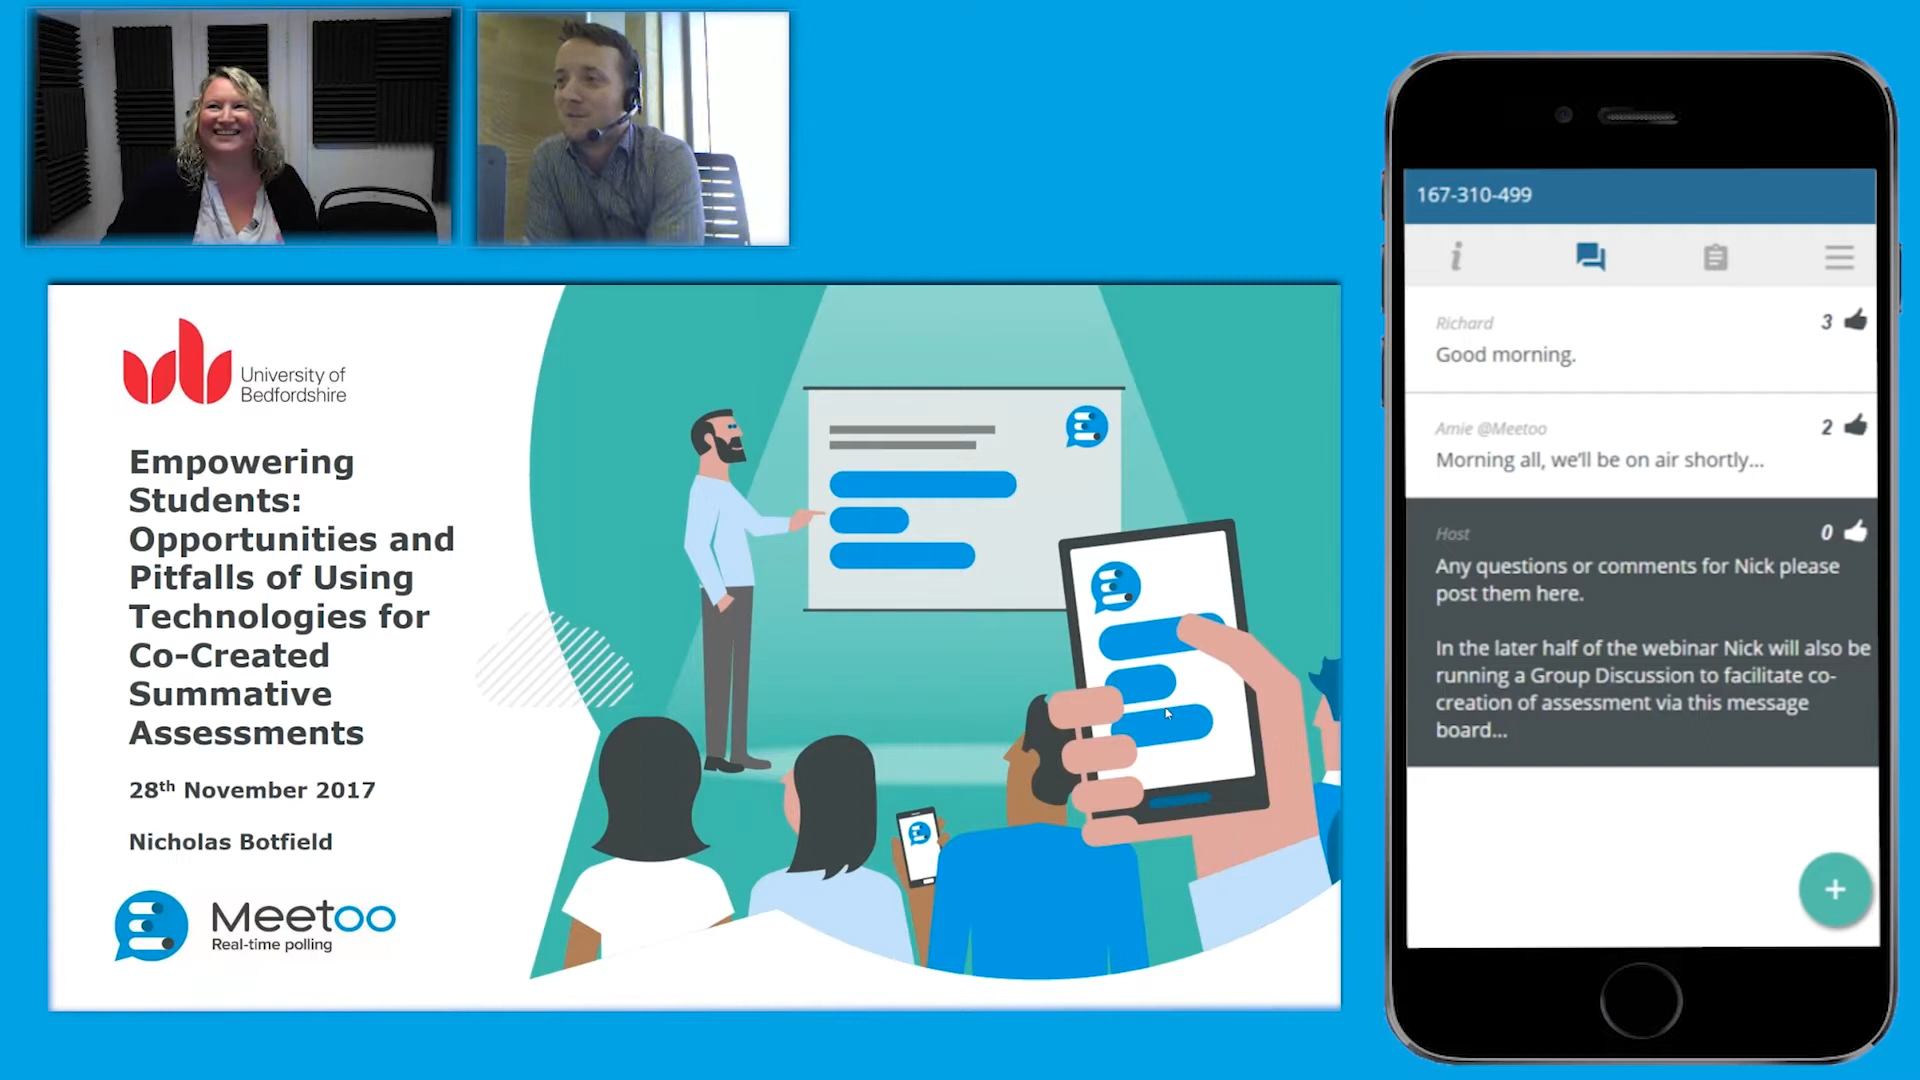 University of
Bedfordshire
Empowering
Students:
Opportunities and
Pitfalls of Using
Technologies for
Co-Created
Summative
Assessments
28th November 2017
Nicholas Botfield
Meetoo
Real-time polling
167-310-499
Richard
3
Good morning.
Amie @Meetoo
2
Morning all, we'll be on air shortly...
Host
0
Any questions or comments for Nick please
post them here.
In the later half of the webinar Nick will also be
running a Group Discussion to facilitate co-
creation of assessment via this message
board...